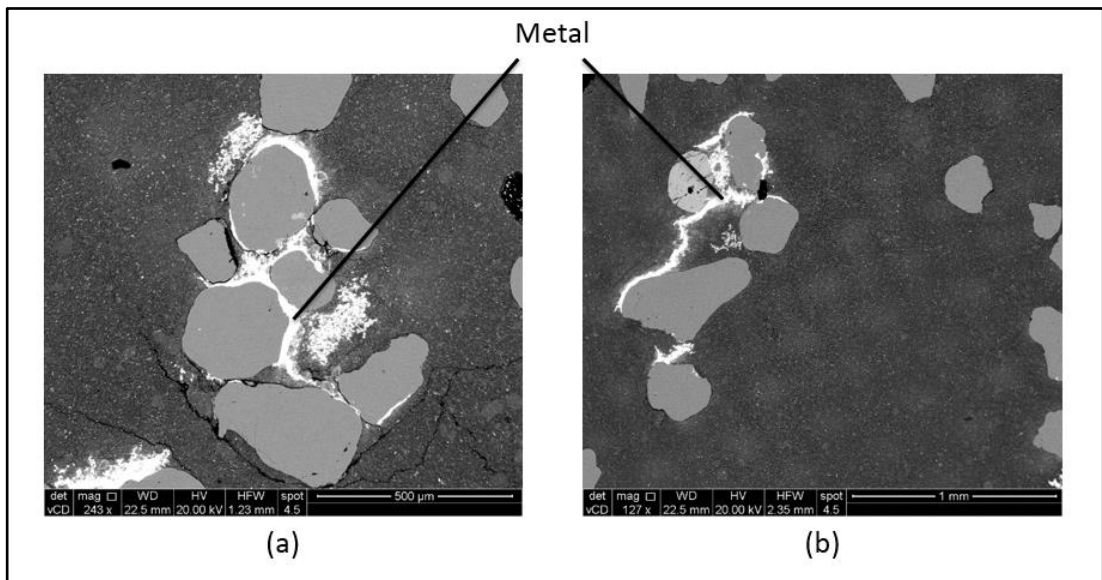 Metal
det mag □ WD HV HFW spot 500 µm
vCD 243 x 22.5 mm 20.00 kV 1.23 mm 4.5
det mag □ WD HV HFW spot 1 mm
vCD 127 x 22.5 mm 20.00 kV 2.35 mm 4.5
(a)
(b)